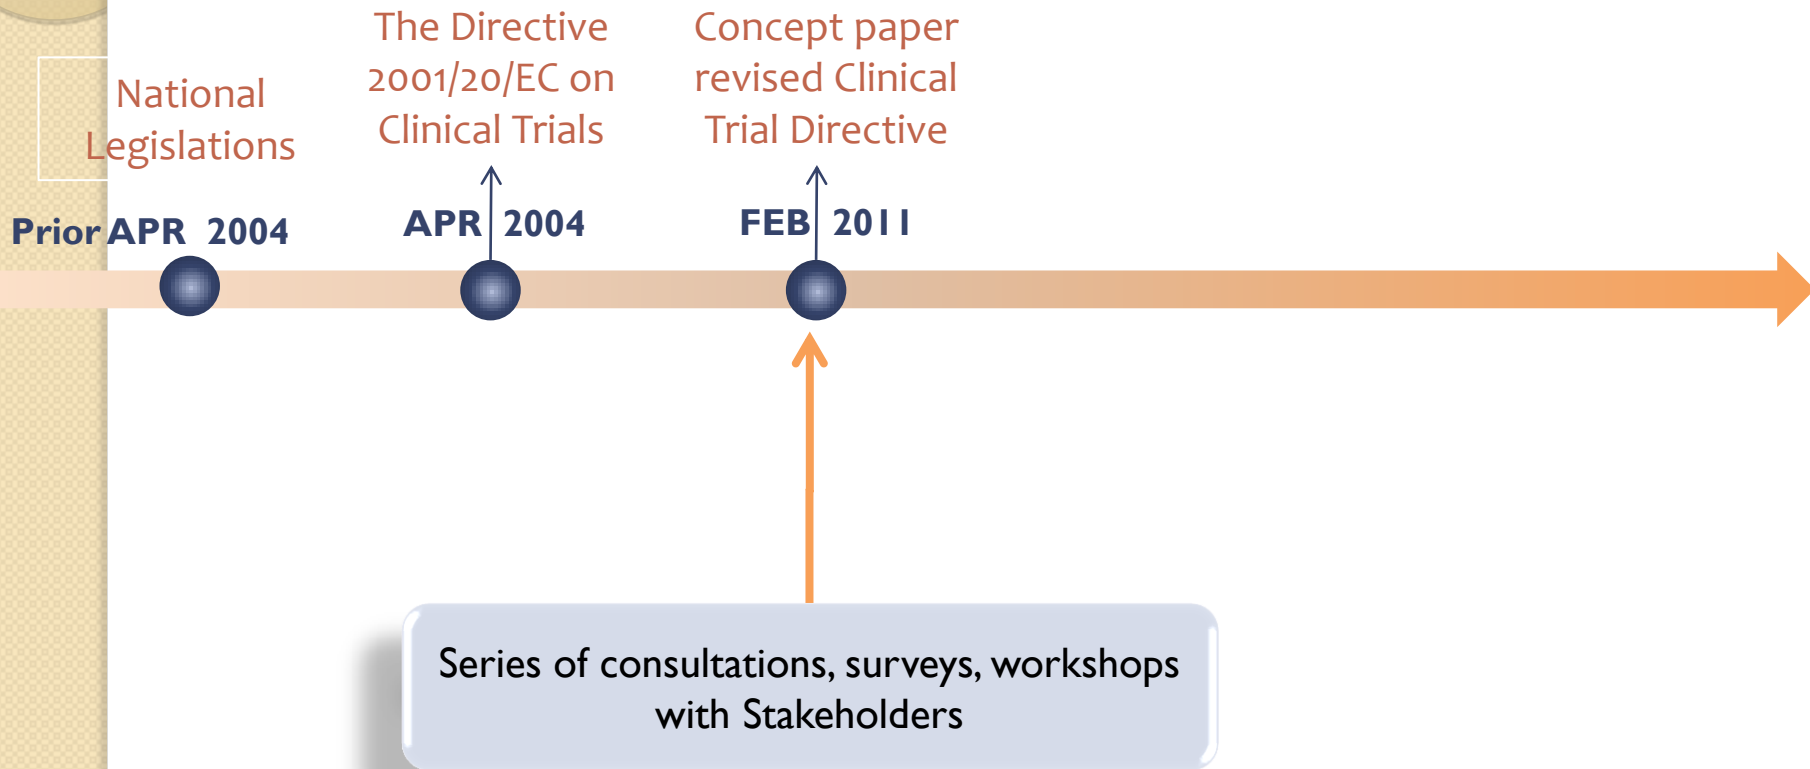 National
Legislations
Prior APR 2004
The Directive
2001/20/EC on
Clinical Trials
APR 2004
Concept paper
revised Clinical
Trial Directive
FEB 2011
Series of consultations, surveys, workshops
with Stakeholders